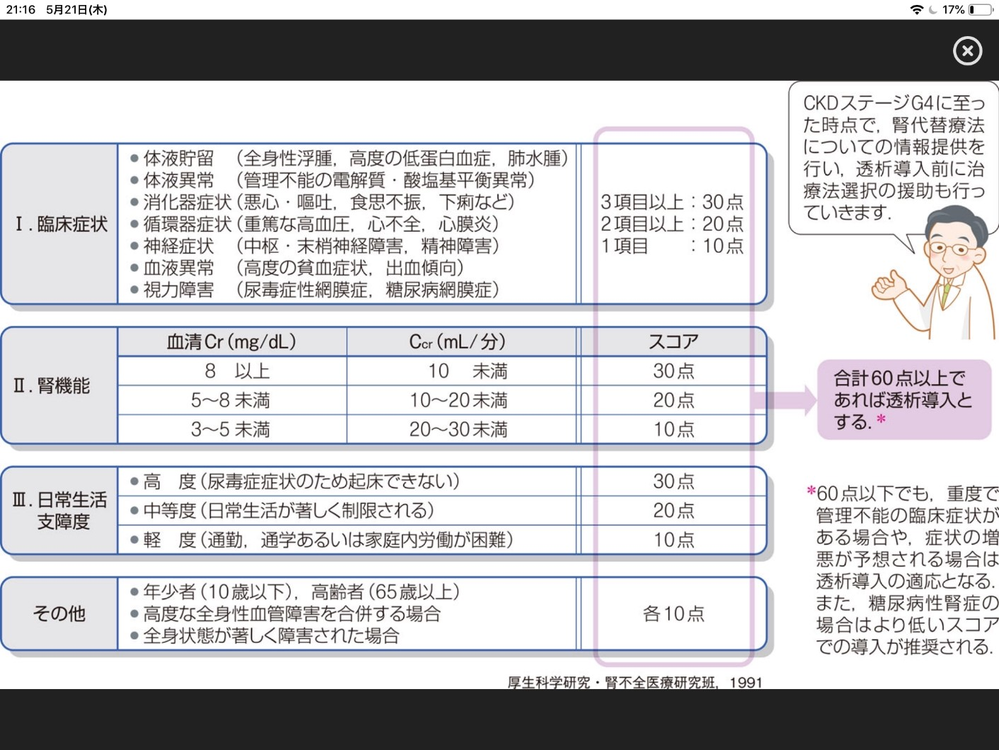 21:16 5月21日(木)
17%
CKDステージG4に至っ
た時点で,腎代替療法
についての情報提供を
行い,透析導入前に治
療法選択の援助も行っ
ていきます.
Ⅰ.臨床症状
●体液貯留 (全身性浮腫,高度の低蛋白血症,肺水腫)
●体液異常 (管理不能の電解質・酸塩基平衡異常)
●消化器症状(悪心・嘔吐,食思不振,下痢など)
●循環器症状(重篤な高血圧,心不全,心膜炎)
●神経症状 (中枢・末梢神経障害,精神障害)
●血液異常 (高度の貧血症状,出血傾向)
●視力障害 (尿毒症性網膜症,糖尿病網膜症)
3項目以上:30点
2項目以上:20点
1項目 :10点
Ⅱ.腎機能
血清Cr(mg/dL) Ccr(mL/分) スコア
8 以上 10 未満 30点
5〜8未満 10〜20未満 20点
3〜5未満 20〜30未満 10点
合計60点以上で
あれば透析導入と
する.*
Ⅲ.日常生活
支障度
●高 度(尿毒症症状のため起床できない) 30点
●中等度(日常生活が著しく制限される) 20点
●軽 度(通勤,通学あるいは家庭内労働が困難) 10点
その他
●年少者(10歳以下),高齢者(65歳以上)
●高度な全身性血管障害を合併する場合
●全身状態が著しく障害された場合
各10点
*60点以下でも,重度で
管理不能の臨床症状が
ある場合や,症状の増
悪が予想される場合は
透析導入の適応となる.
また,糖尿病性腎症の
場合はより低いスコア
での導入が推奨される.
厚生科学研究・腎不全医療研究班,1991